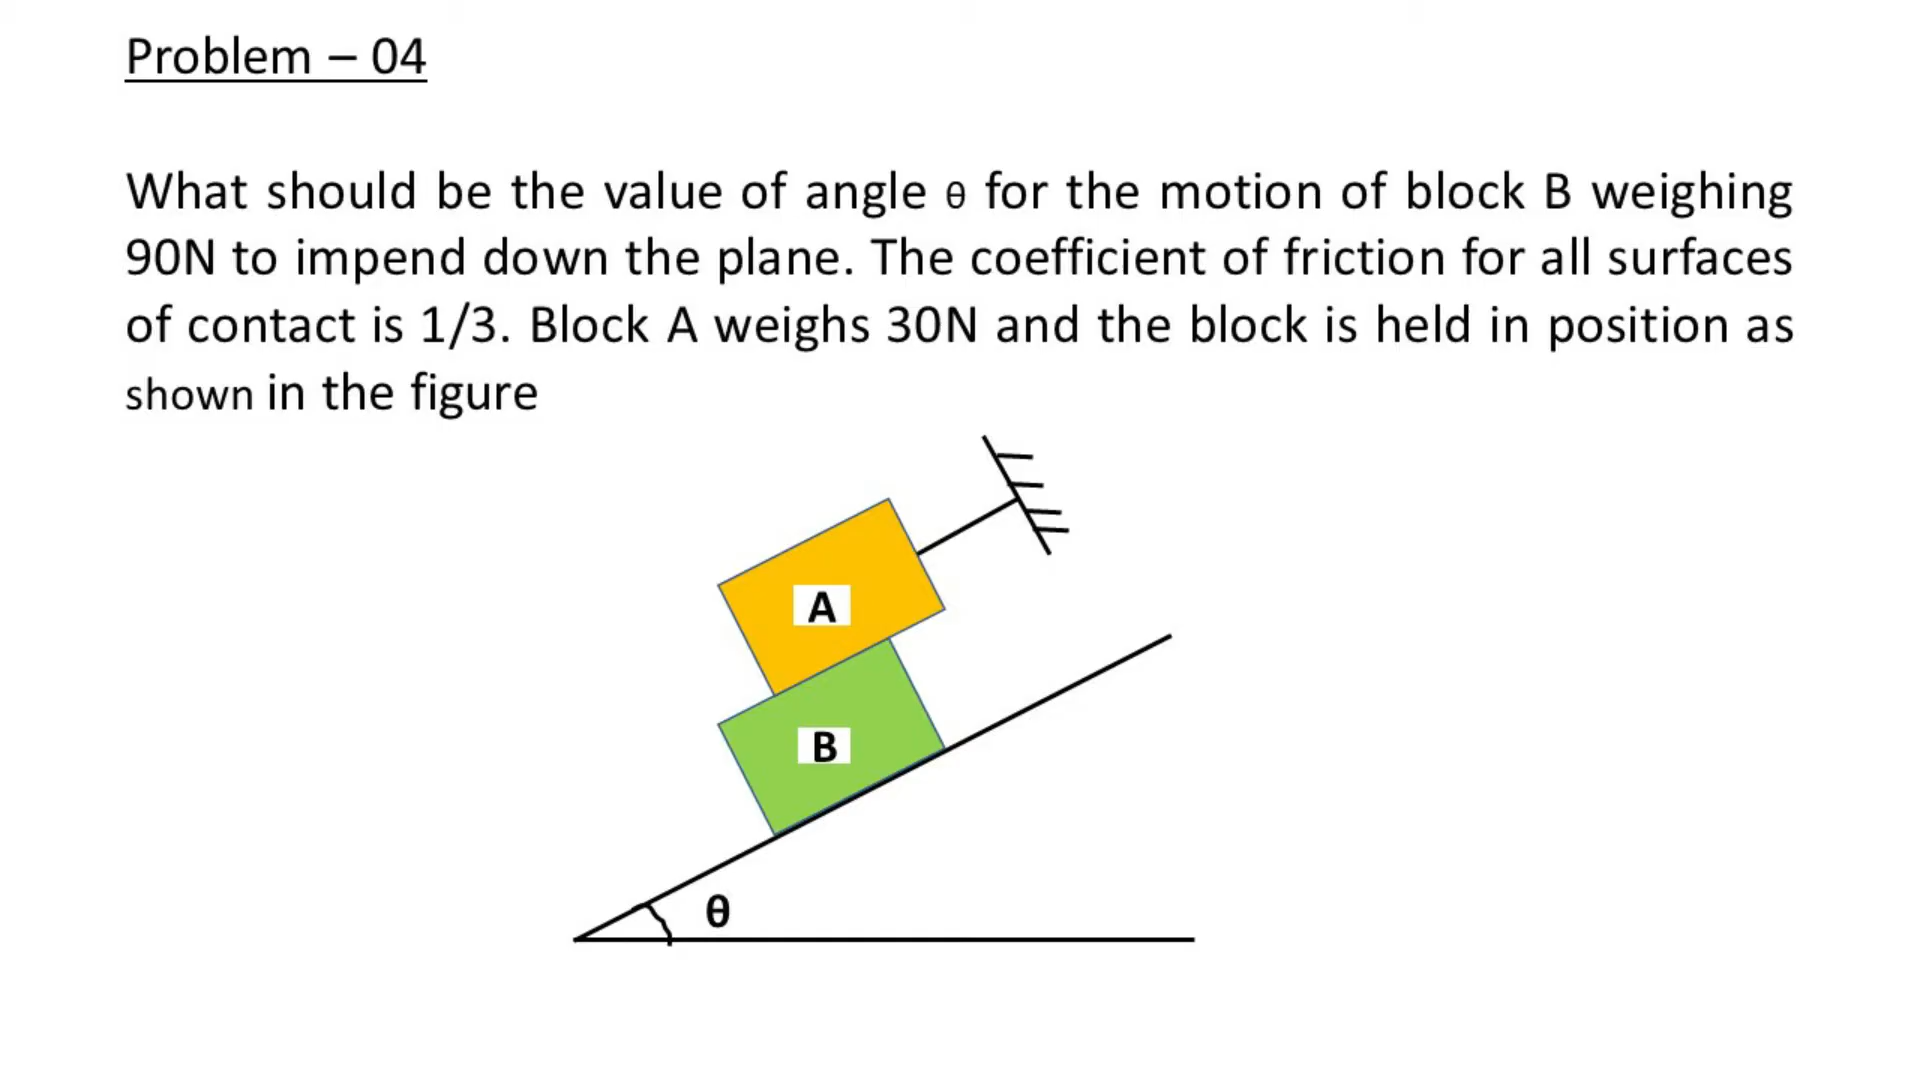 Problem – 04
What should be the value of angle θ for the motion of block B weighing
90N to impend down the plane. The coefficient of friction for all surfaces
of contact is 1/3. Block A weighs 30N and the block is held in position as
shown in the figure
A
B
θ